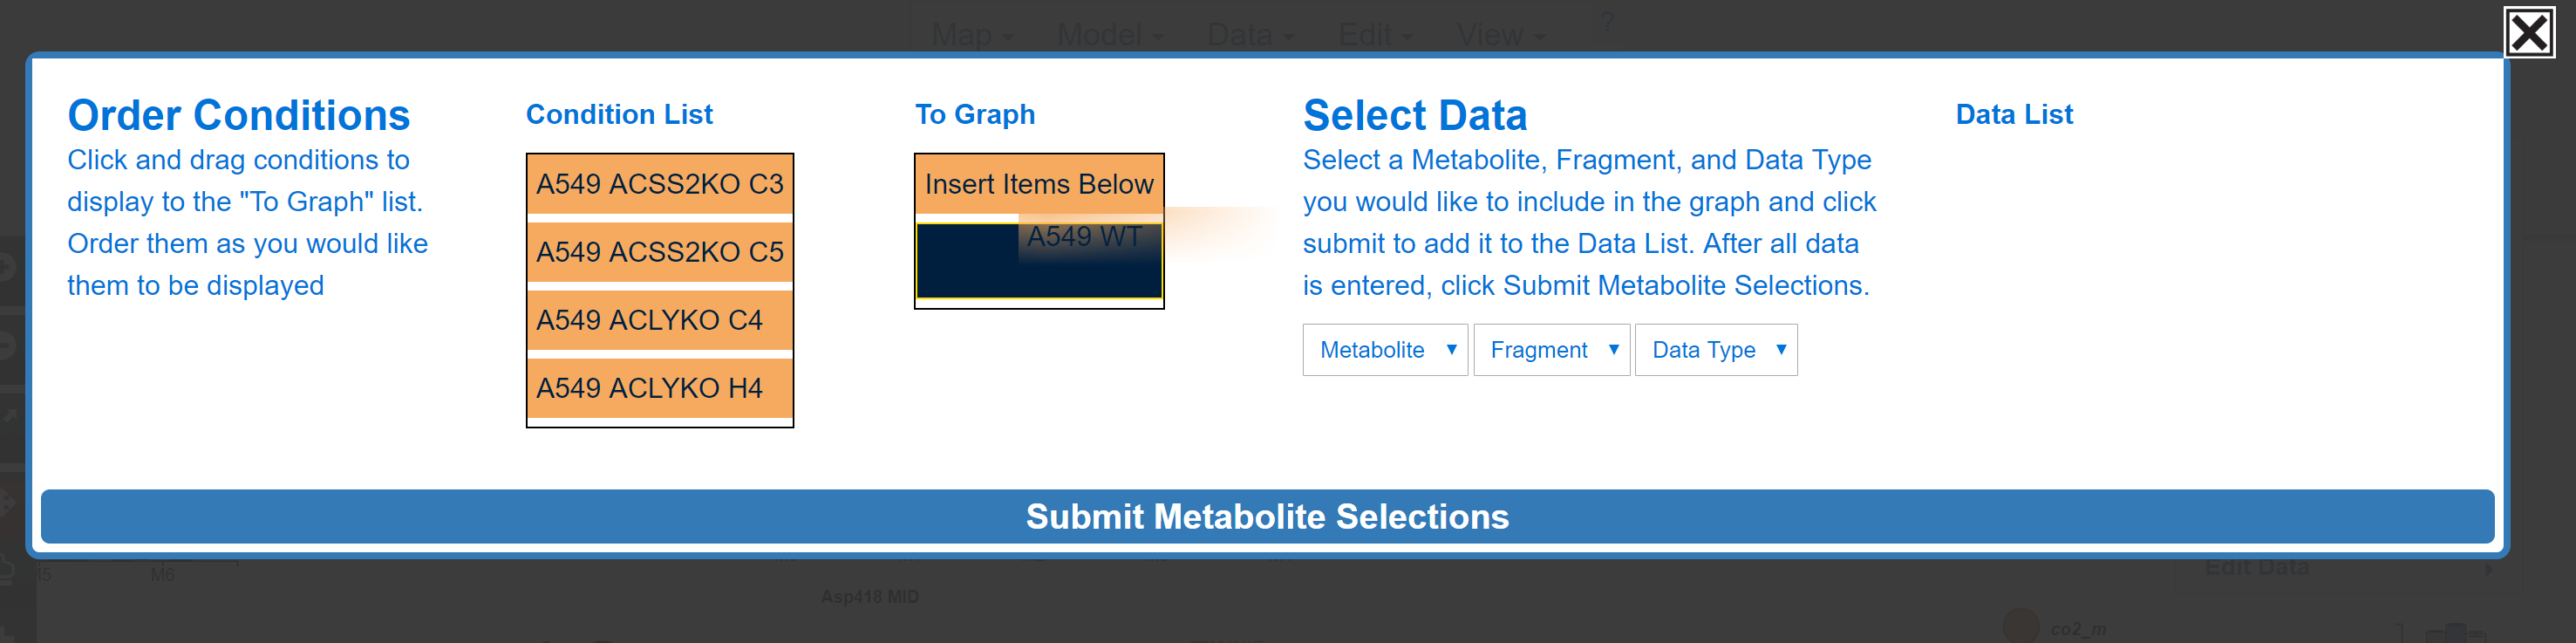 Map Model Data Edit View ?
Order Conditions
Click and drag conditions to
display to the "To Graph" list.
Order them as you would like
them to be displayed
Condition List
A549 ACSS2KO C3
A549 ACSS2KO C5
A549 ACLYKO C4
A549 ACLYKO H4
To Graph
Insert Items Below
A549 WT
Select Data
Select a Metabolite, Fragment, and Data Type
you would like to include in the graph and click
submit to add it to the Data List. After all data
is entered, click Submit Metabolite Selections.
Metabolite Fragment Data Type
Data List
Submit Metabolite Selections
M6
Asp418 MID
Edit Data
co2_m